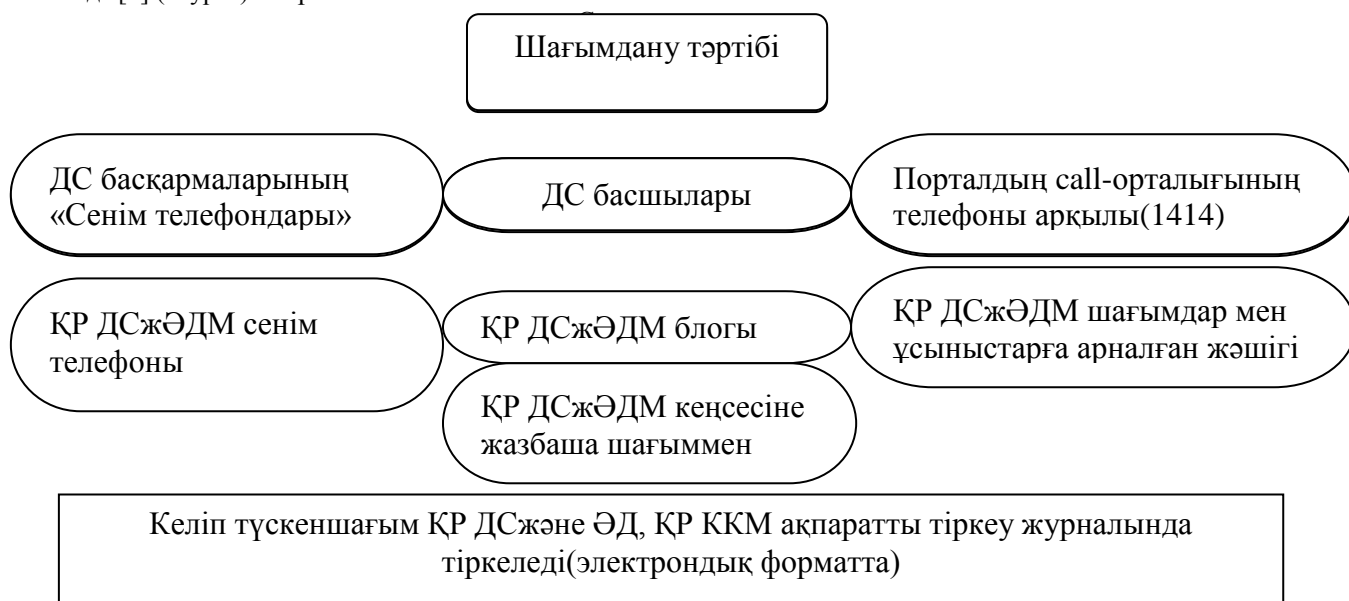 Шағымдану тәртібі
ДС басқармаларының
«Сенім телефондары»
ДС басшылары
Порталдың call-орталығының
телефоны арқылы(1414)
ҚР ДСжӘДМ сенім
телефоны
ҚР ДСжӘДМ блогы
ҚР ДСжӘДМ шағымдар мен
ұсыныстарға арналған жәшігі
ҚР ДСжӘДМ кеңсесіне
жазбаша шағыммен
Келіп түскеншағым ҚР ДСжәне ӘД, ҚР ККМ ақпаратты тіркеу журналында
тіркеледі(электрондық форматта)